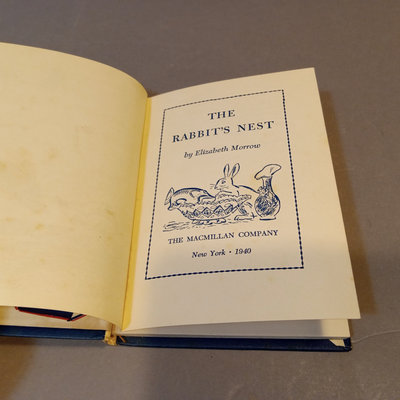 THE
RABBIT'S NEST
by Elizabeth Morrow
THE MACMILLAN COMPANY
New York · 1940